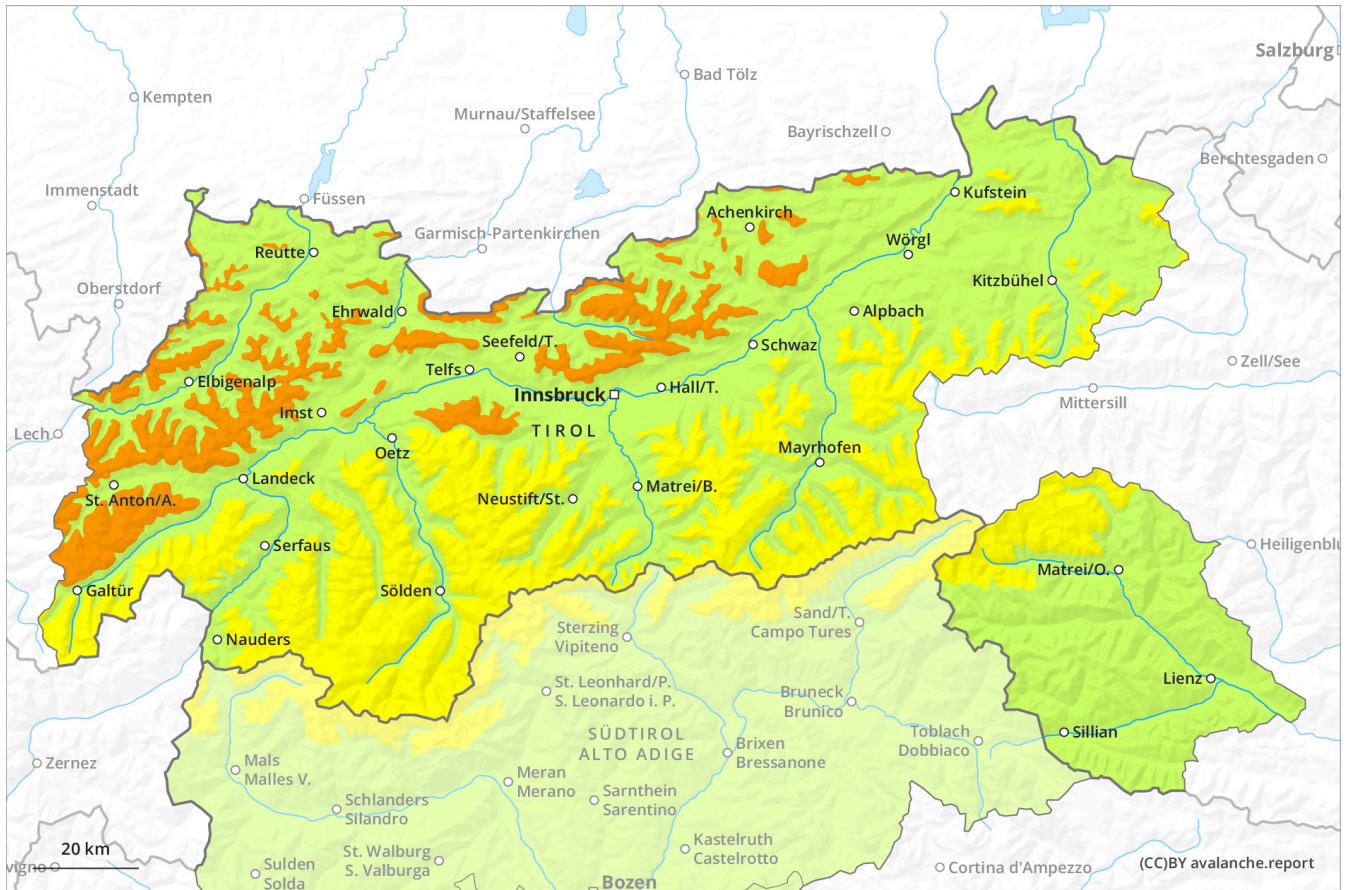 Salzburg
Bad Tölz
Kempten
Murnau/Staffelsee
Bayrischzell
Berchtesgaden
Immenstadt
Füssen
Kufstein
Achenkirch
Garmisch-Partenkirchen
Reutte
Wörgl
Oberstdorf
Kitzbühel
Ehrwald
Alpbach
Seefeld/T.
Schwaz
Telfs
Zell/See
Elbigenalp
Hall/T.
Innsbruck
Mittersill
Imst
Lech
TIROL
Oetz
Mayrhofen
Landeck
Matrei/B.
St. Anton/A.
Neustift/St.
Serfaus
Heiligenblu
Matrei/O.
Galtür
Sölden
Sand/T.
Campo Tures
Sterzing
Vipiteno
Nauders
Lienz
St. Leonhard/P.
S. Leonardo i. P.
Bruneck
Brunico
SÜDTIROL
ALTO ADIGE
Toblach
Dobbiaco
Sillian
Brixen
Bressanone
Zernez
Mals
Malles V.
Meran
Merano
Sarnthein
Sarentino
Schlanders
Silandro
Kastelruth
Castelrotto
20 km
St. Walburg
S. Valburga
vigno
Sulden
Solda
Cortina d'Ampezzo
(CC)BY avalanche.report
Bozen